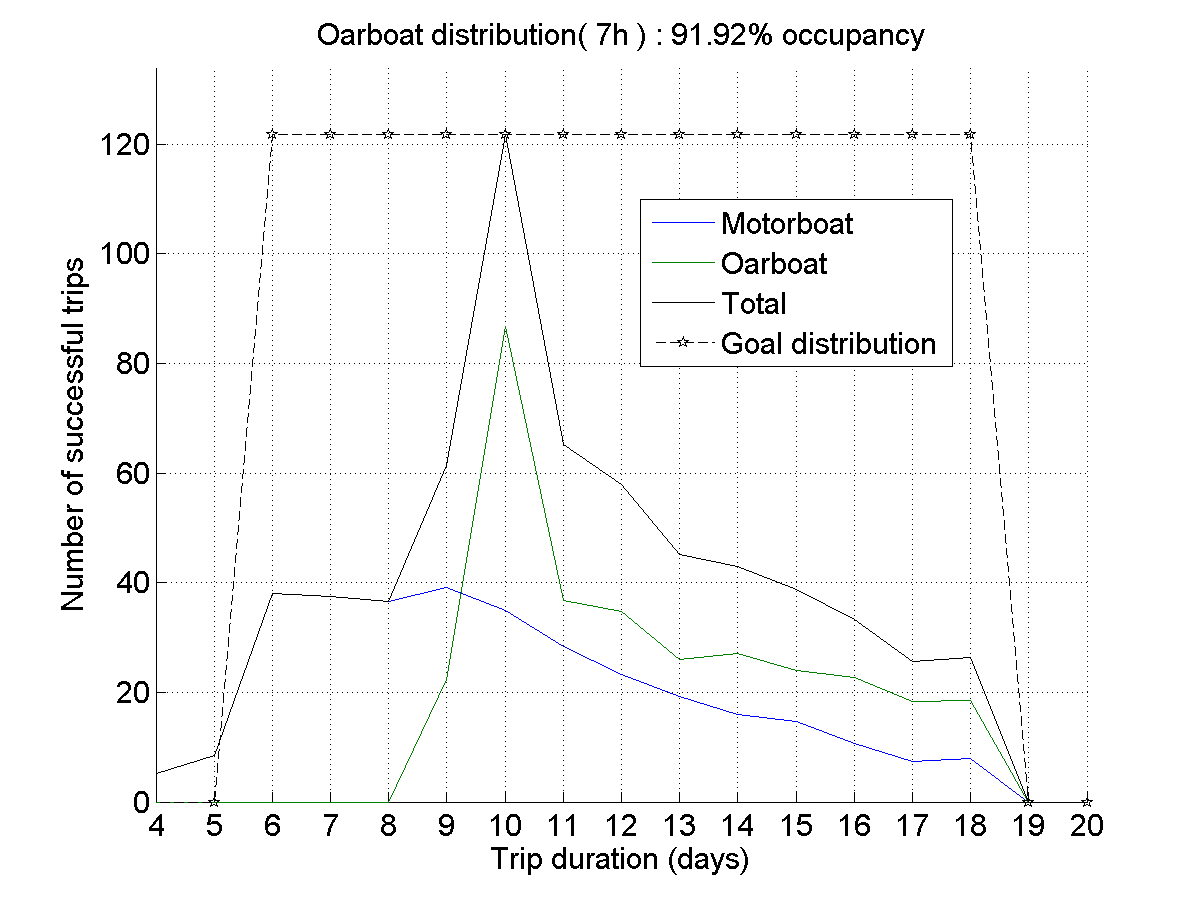 Oarboat distribution( 7h ) : 91.92% occupancy
Number of successful trips
120
100
80
60
40
20
0
Motorboat
Oarboat
Total
Goal distribution
4 5 6 7 8 9 10 11 12 13 14 15 16 17 18 19 20
Trip duration (days)